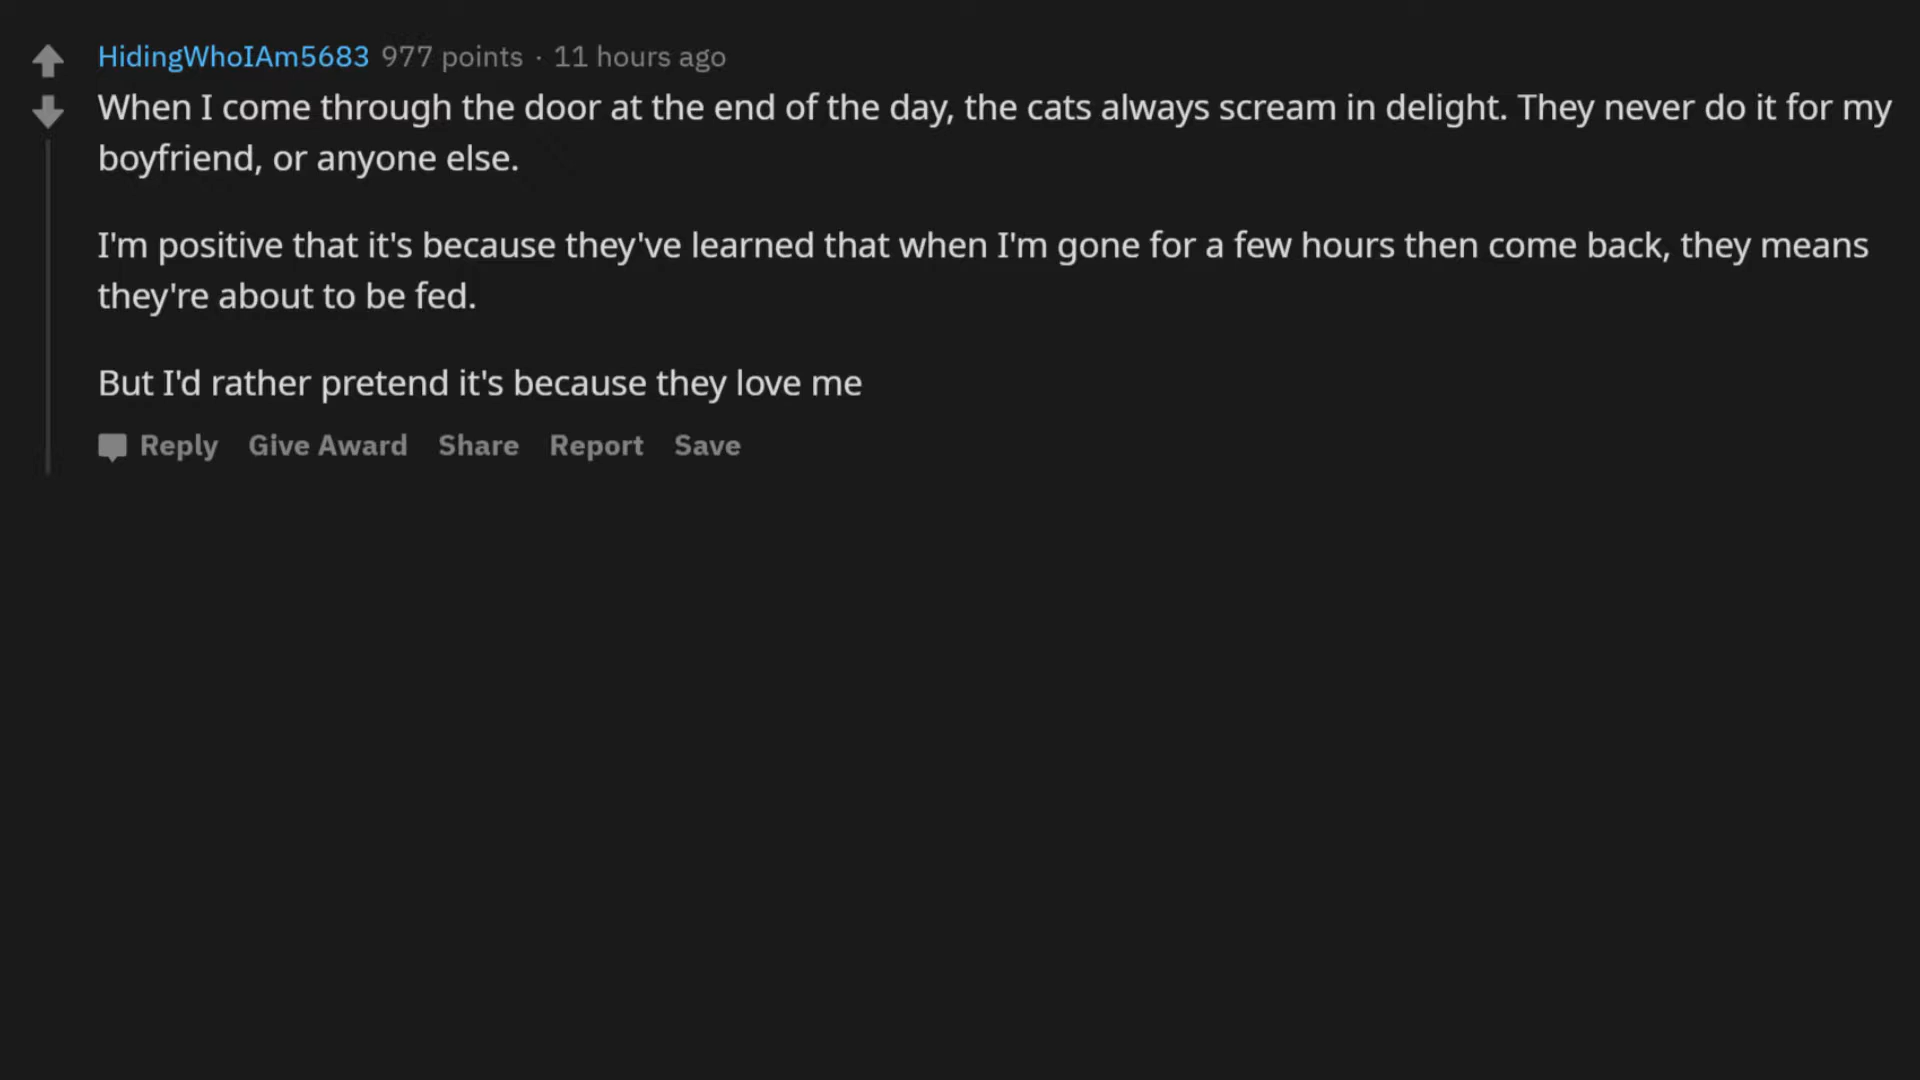 HidingWhoIAm5683 977 points · 11 hours ago
When I come through the door at the end of the day, the cats always scream in delight. They never do it for my
boyfriend, or anyone else.
I'm positive that it's because they've learned that when I'm gone for a few hours then come back, they means
they're about to be fed.
But I'd rather pretend it's because they love me
Reply Give Award Share Report Save